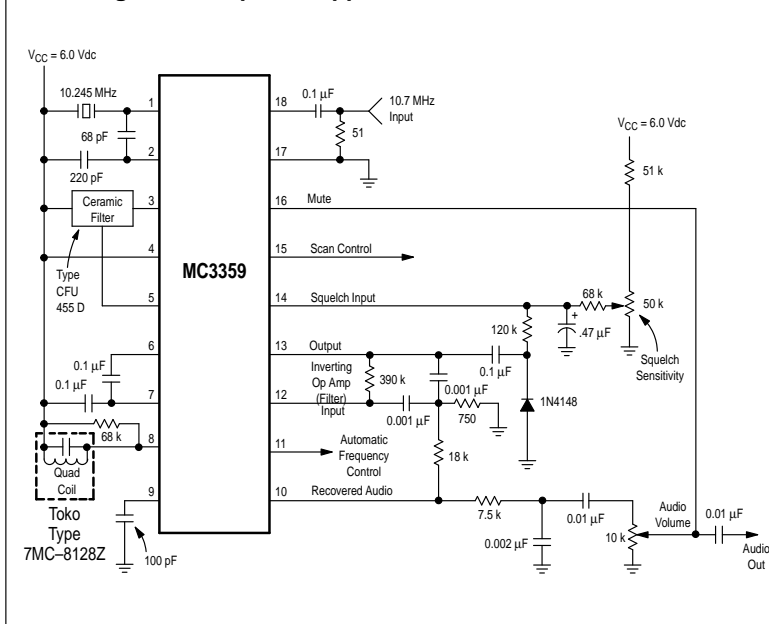 V_CC = 6.0 Vdc
10.245 MHz
68 pF
220 pF
Ceramic
Filter
Type
CFU
455 D
0.1 µF
0.1 µF
68 k
Quad
Coil
Toko
Type
7MC–8128Z
100 pF
1
2
3
4
5
6
7
8
9
MC3359
18
17
16
15
14
13
12
11
10
0.1 µF
10.7 MHz
Input
51
Mute
Scan Control
Squelch Input
Output
Inverting
Op Amp
(Filter)
Input
Automatic
Frequency
Control
Recovered Audio
V_CC = 6.0 Vdc
51 k
68 k
50 k
+
.47 µF
Squelch
Sensitivity
120 k
0.1 µF
390 k
0.001 µF
0.001 µF
750
1N4148
18 k
7.5 k
0.002 µF
0.01 µF
10 k
Audio
Volume
0.01 µF
Audio
Out